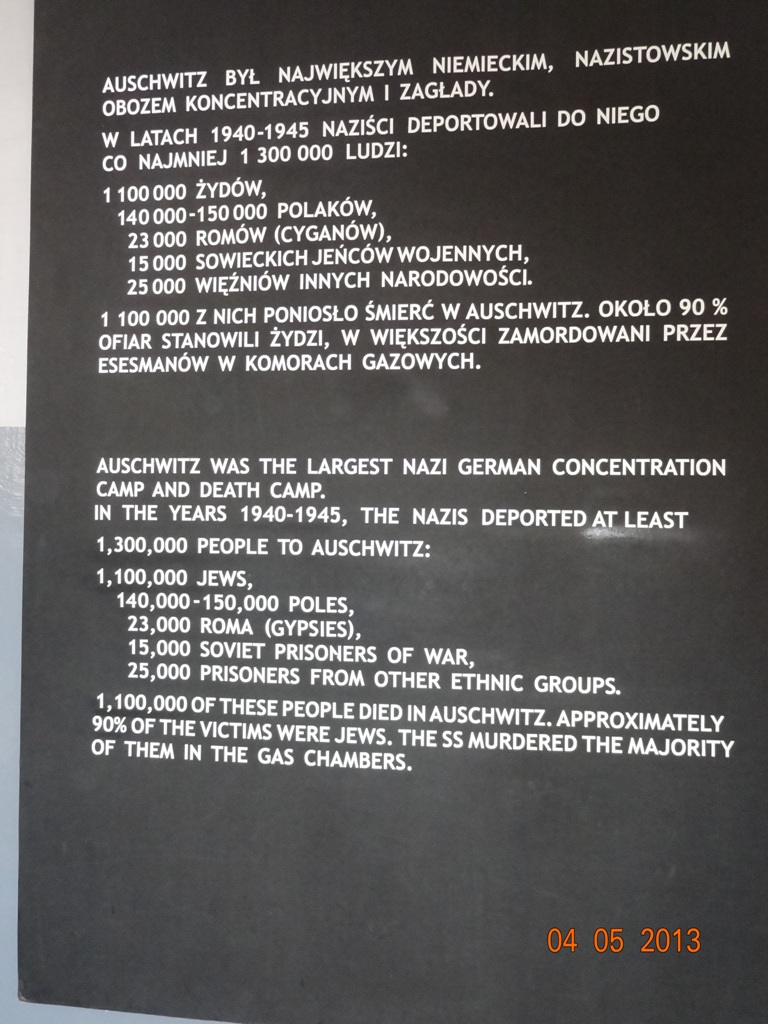 AUSCHWITZ BYŁ NAJWIĘKSZYM NIEMIECKIM, NAZISTOWSKIM
OBOZEM KONCENTRACYJNYM I ZAGŁADY.
W LATACH 1940-1945 NAZIŚCI DEPORTOWALI DO NIEGO
CO NAJMNIEJ 1 300 000 LUDZI:
1 100 000 ŻYDÓW,
140 000-150 000 POLAKÓW,
23 000 ROMÓW (CYGANÓW),
15 000 SOWIECKICH JEŃCÓW WOJENNYCH,
25 000 WIĘŹNIÓW INNYCH NARODOWOŚCI.
1 100 000 Z NICH PONIOSŁO ŚMIERĆ W AUSCHWITZ. OKOŁO 90 %
OFIAR STANOWILI ŻYDZI, W WIĘKSZOŚCI ZAMORDOWANI PRZEZ
ESESMANÓW W KOMORACH GAZOWYCH.
AUSCHWITZ WAS THE LARGEST NAZI GERMAN CONCENTRATION
CAMP AND DEATH CAMP.
IN THE YEARS 1940-1945, THE NAZIS DEPORTED AT LEAST
1,300,000 PEOPLE TO AUSCHWITZ:
1,100,000 JEWS,
140,000-150,000 POLES,
23,000 ROMA (GYPSIES),
15,000 SOVIET PRISONERS OF WAR,
25,000 PRISONERS FROM OTHER ETHNIC GROUPS.
1,100,000 OF THESE PEOPLE DIED IN AUSCHWITZ. APPROXIMATELY
90% OF THE VICTIMS WERE JEWS. THE SS MURDERED THE MAJORITY
OF THEM IN THE GAS CHAMBERS.
04 05 2013